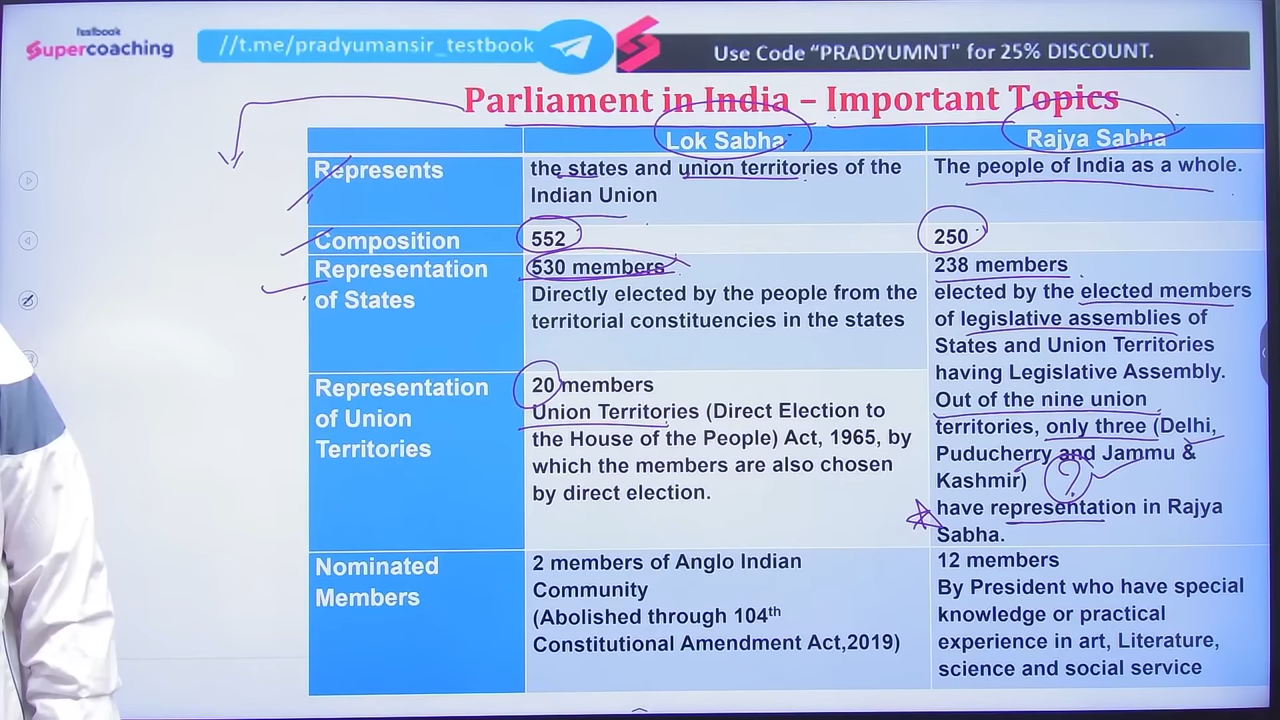 testbook
Supercoaching
//t.me/pradyumansir_testbook
Use Code “PRADYUMNT" for 25% DISCOUNT.
Parliament in India – Important Topics
Lok Sabha
Rajya Sabha
Represents
the states and union territories of the
Indian Union
The people of India as a whole.
Composition
552
250
Representation
of States
530 members
Directly elected by the people from the
territorial constituencies in the states
238 members
elected by the elected members
of legislative assemblies of
States and Union Territories
having Legislative Assembly.
Out of the nine union
territories, only three (Delhi,
Puducherry and Jammu &
Kashmir)
have representation in Rajya
Sabha.
Representation
of Union
Territories
20 members
Union Territories (Direct Election to
the House of the People) Act, 1965, by
which the members are also chosen
by direct election.
?
Nominated
Members
2 members of Anglo Indian
Community
(Abolished through 104th
Constitutional Amendment Act,2019)
12 members
By President who have special
knowledge or practical
experience in art, Literature,
science and social service